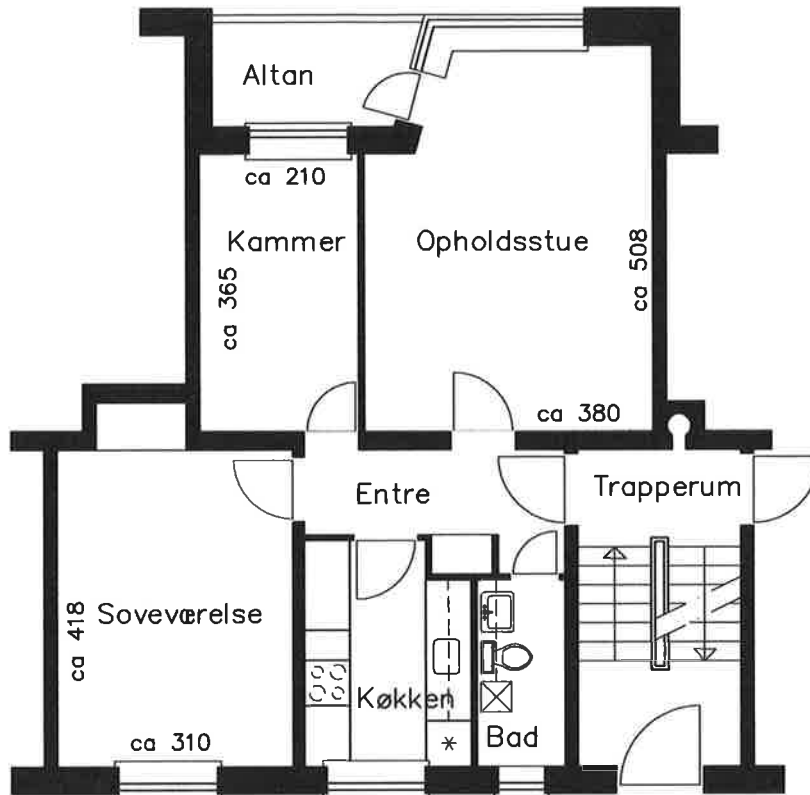 Altan
ca 210
Kammer
Opholdsstue
ca 365
ca 508
ca 380
Entre
Trapperum
Soveværelse
ca 418
Køkken
ca 310
Bad
*